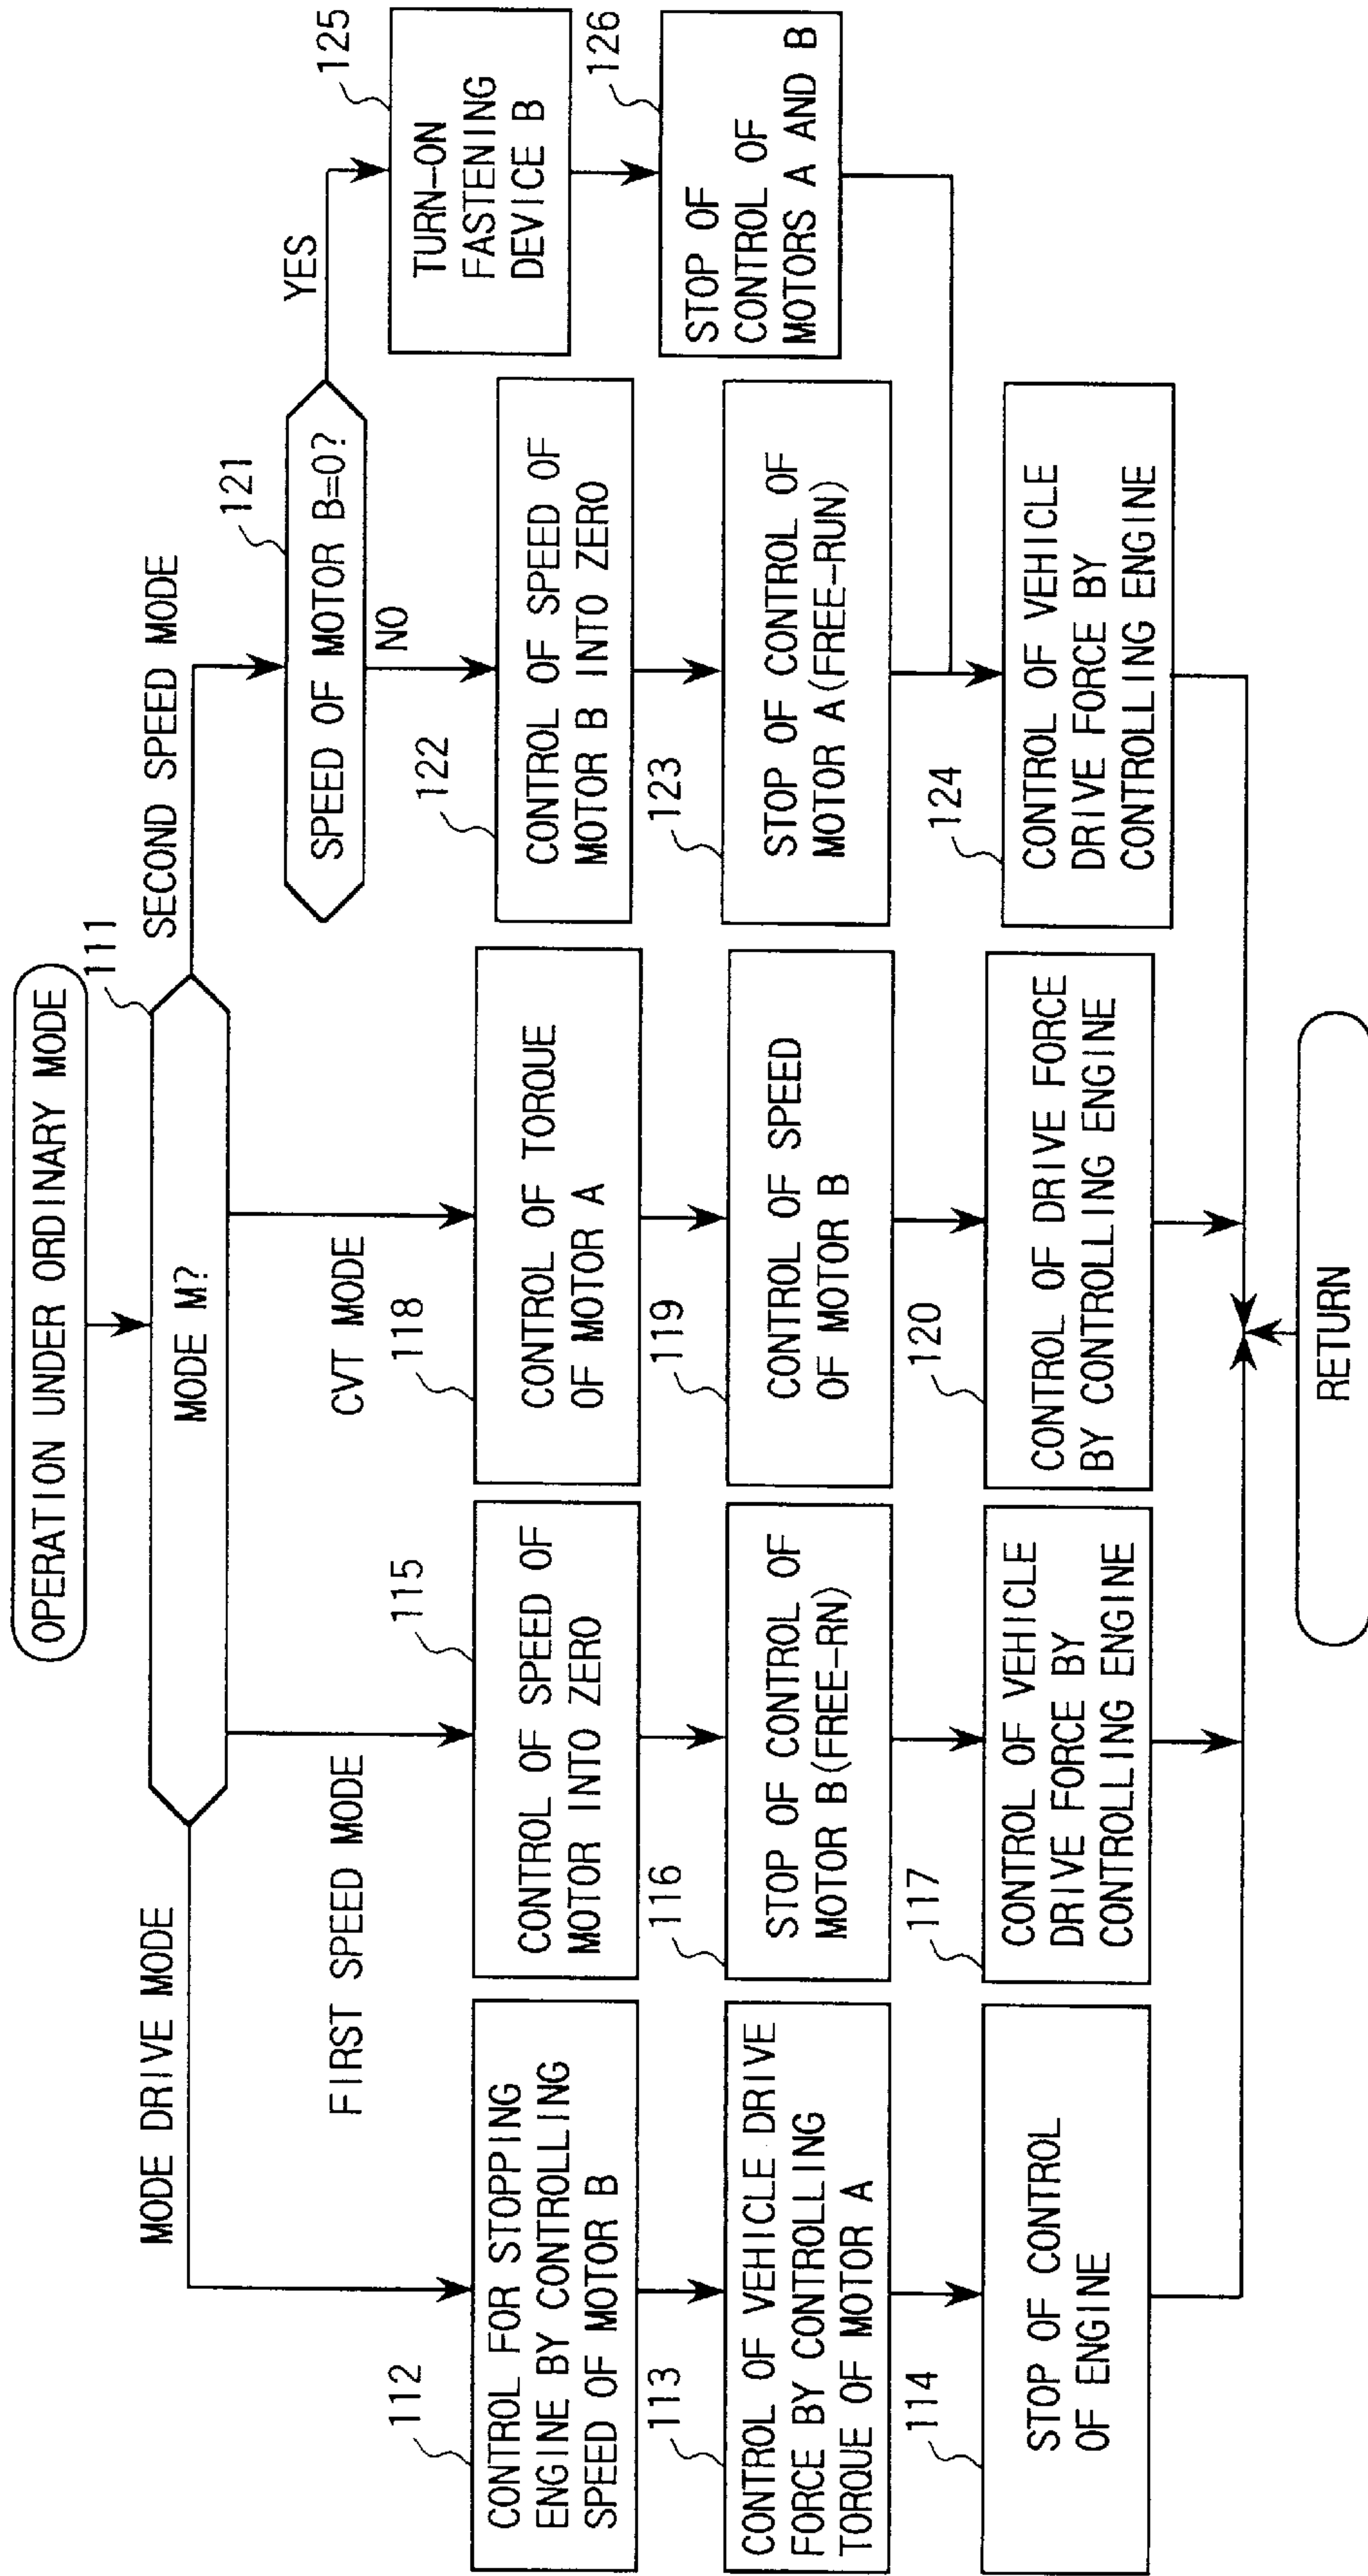 OPERATION UNDER ORDINARY MODE
111
MODE M?
MODE DRIVE MODE
FIRST SPEED MODE
CVT MODE
SECOND SPEED MODE
112
CONTROL FOR STOPPING
ENGINE BY CONTROLLING
SPEED OF MOTOR B
113
CONTROL OF VEHICLE DRIVE
FORCE BY CONTROLLING
TORQUE OF MOTOR A
114
STOP OF CONTROL
OF ENGINE
115
CONTROL OF SPEED OF
MOTOR INTO ZERO
116
STOP OF CONTROL OF
MOTOR B(FREE-RN)
117
CONTROL OF VEHICLE
DRIVE FORCE BY
CONTROLLING ENGINE
118
CONTROL OF TORQUE
OF MOTOR A
119
CONTROL OF SPEED
OF MOTOR B
120
CONTROL OF DRIVE FORCE
BY CONTROLLING ENGINE
121
SPEED OF MOTOR B=0?
NO
YES
122
CONTROL OF SPEED OF
MOTOR B INTO ZERO
123
STOP OF CONTROL OF
MOTOR A(FREE-RUN)
124
CONTROL OF VEHICLE
DRIVE FORCE BY
CONTROLLING ENGINE
125
TURN-ON
FASTENING
DEVICE B
126
STOP OF
CONTROL OF
MOTORS A AND B
RETURN